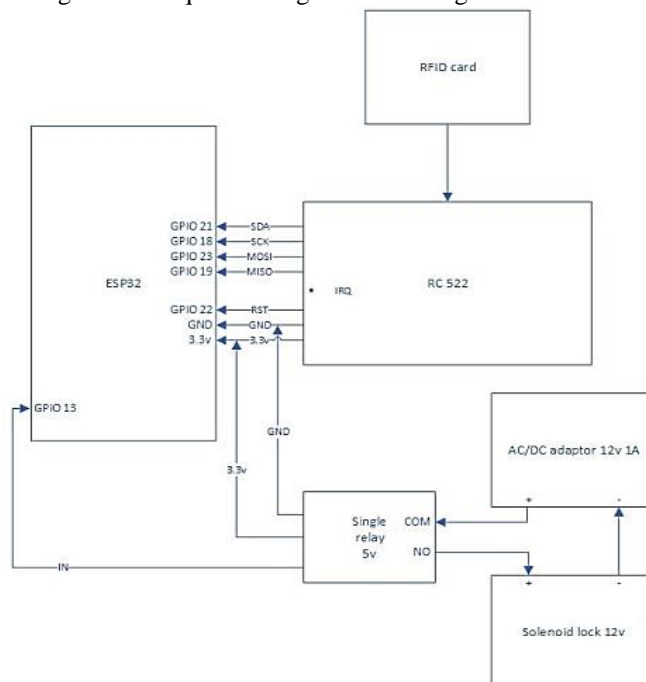 RFID card
GPIO 21
SDA
GPIO 18
SCK
GPIO 23
MOSI
GPIO 19
MISO
ESP32
IRQ
RC 522
GPIO 22
RST
GND
GND
3.3v
3.3v
GPIO 13
GND
3.3v
AC/DC adaptor 12v 1A
+ -
Single
relay
5v
COM
NO
IN
+ -
Solenoid lock 12v